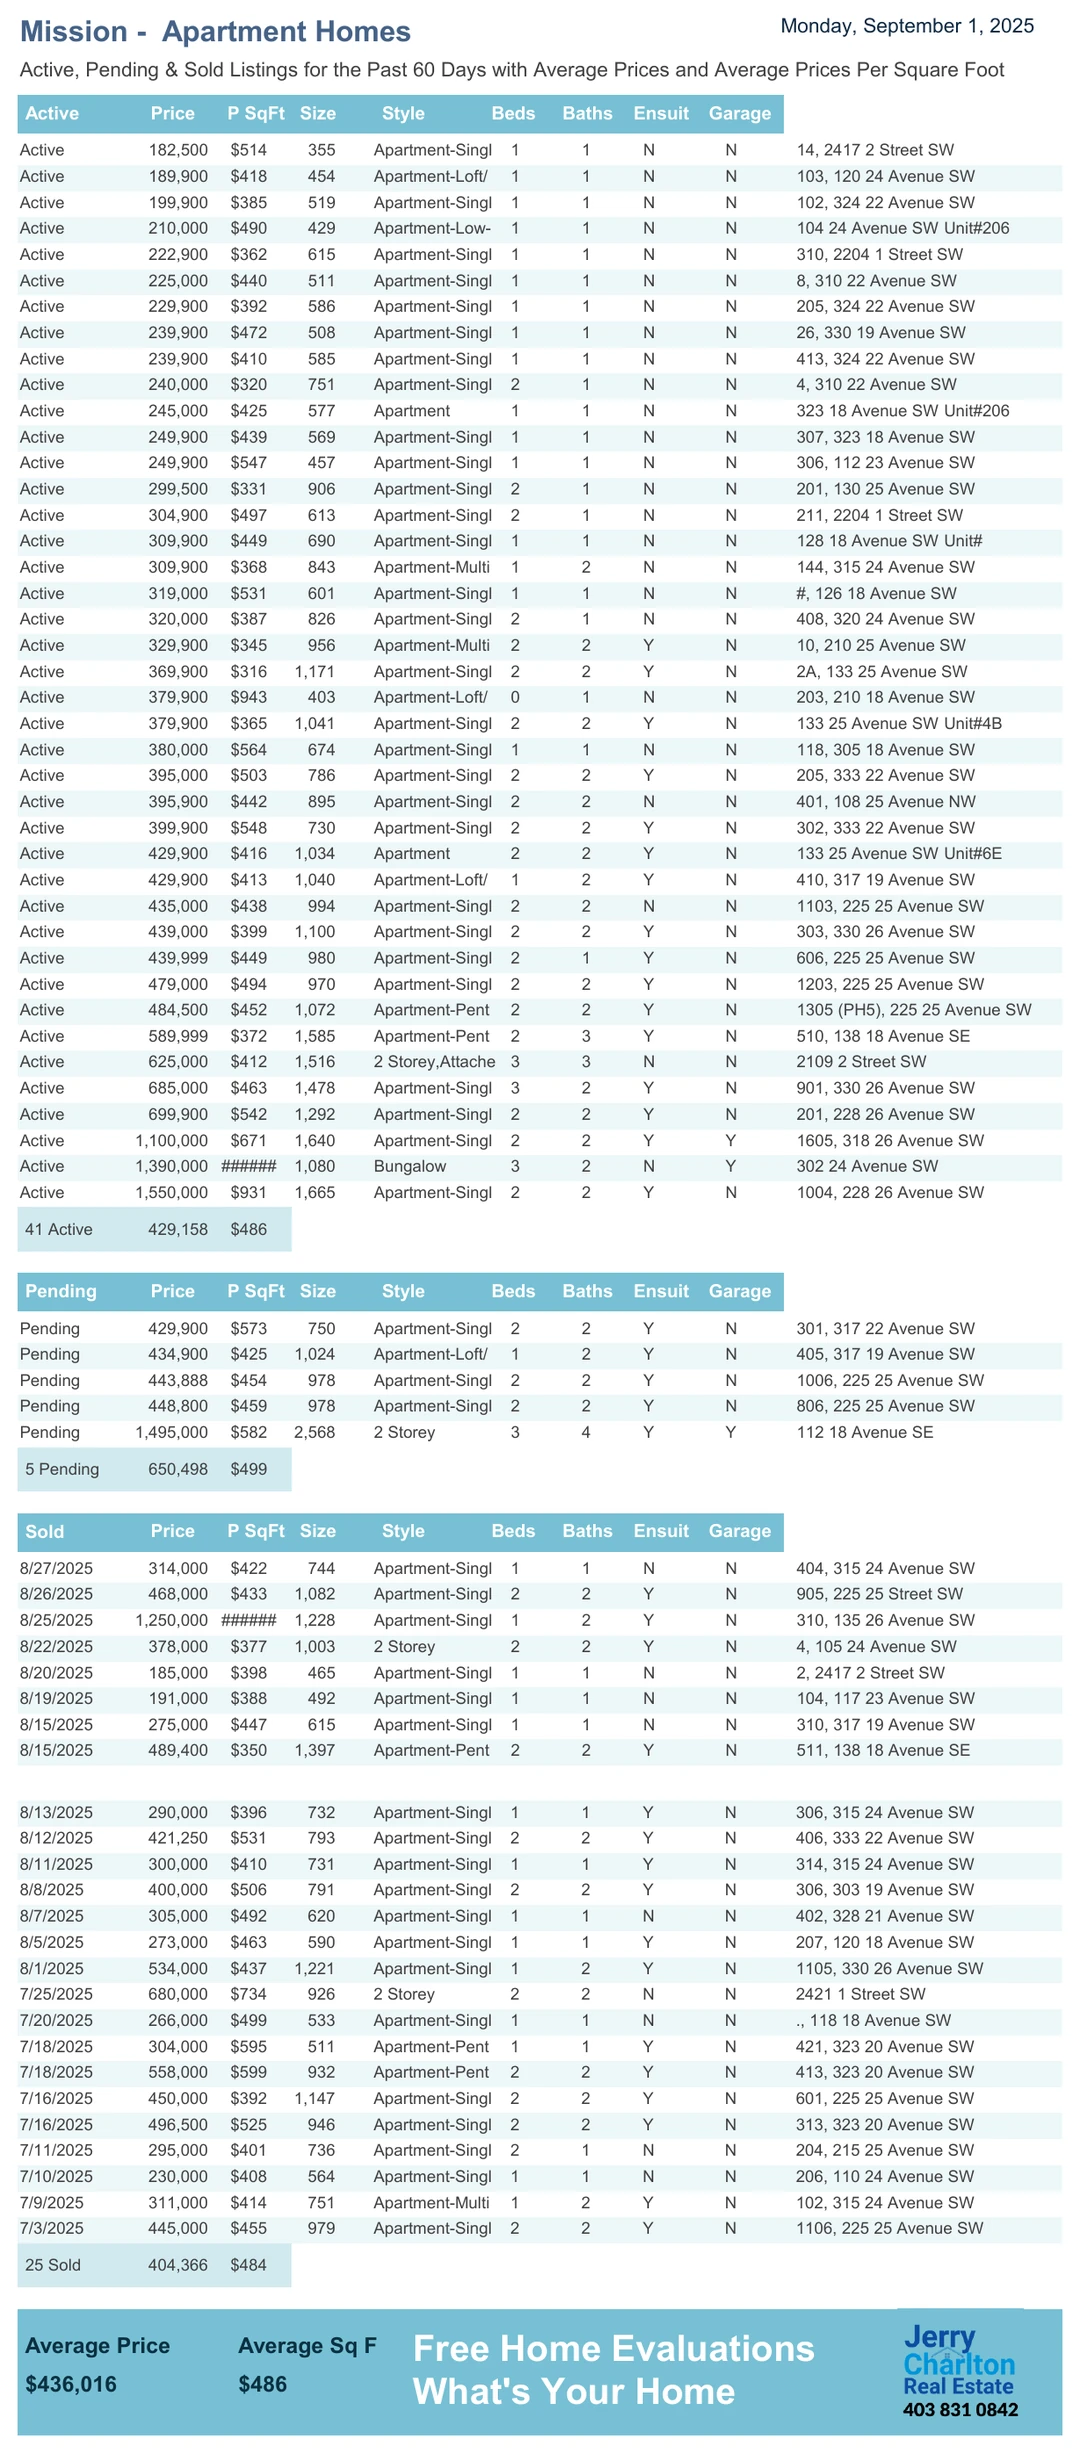 Mission -  Apartment Homes
Monday, September 1, 2025
Active, Pending & Sold Listings for the Past 60 Days with Average Prices and Average Prices Per Square Foot
Active Price P SqFt Size Style Beds Baths Ensuit Garage
Active 182,500 $514 355 Apartment-Singl 1 1 N N 14, 2417 2 Street SW
Active 189,900 $418 454 Apartment-Loft/ 1 1 N N 103, 120 24 Avenue SW
Active 199,900 $385 519 Apartment-Singl 1 1 N N 102, 324 22 Avenue SW
Active 210,000 $490 429 Apartment-Low- 1 1 N N 104 24 Avenue SW Unit#206
Active 222,900 $362 615 Apartment-Singl 1 1 N N 310, 2204 1 Street SW
Active 225,000 $440 511 Apartment-Singl 1 1 N N 8, 310 22 Avenue SW
Active 229,900 $392 586 Apartment-Singl 1 1 N N 205, 324 22 Avenue SW
Active 239,900 $472 508 Apartment-Singl 1 1 N N 26, 330 19 Avenue SW
Active 239,900 $410 585 Apartment-Singl 1 1 N N 413, 324 22 Avenue SW
Active 240,000 $320 751 Apartment-Singl 2 1 N N 4, 310 22 Avenue SW
Active 245,000 $425 577 Apartment 1 1 N N 323 18 Avenue SW Unit#206
Active 249,900 $439 569 Apartment-Singl 1 1 N N 307, 323 18 Avenue SW
Active 249,900 $547 457 Apartment-Singl 1 1 N N 306, 112 23 Avenue SW
Active 299,500 $331 906 Apartment-Singl 2 1 N N 201, 130 25 Avenue SW
Active 304,900 $497 613 Apartment-Singl 2 1 N N 211, 2204 1 Street SW
Active 309,900 $449 690 Apartment-Singl 1 1 N N 128 18 Avenue SW Unit#
Active 309,900 $368 843 Apartment-Multi 1 2 N N 144, 315 24 Avenue SW
Active 319,000 $531 601 Apartment-Singl 1 1 N N #, 126 18 Avenue SW
Active 320,000 $387 826 Apartment-Singl 2 1 N N 408, 320 24 Avenue SW
Active 329,900 $345 956 Apartment-Multi 2 2 Y N 10, 210 25 Avenue SW
Active 369,900 $316 1,171 Apartment-Singl 2 2 Y N 2A, 133 25 Avenue SW
Active 379,900 $943 403 Apartment-Loft/ 0 1 N N 203, 210 18 Avenue SW
Active 379,900 $365 1,041 Apartment-Singl 2 2 Y N 133 25 Avenue SW Unit#4B
Active 380,000 $564 674 Apartment-Singl 1 1 N N 118, 305 18 Avenue SW
Active 395,000 $503 786 Apartment-Singl 2 2 Y N 205, 333 22 Avenue SW
Active 395,900 $442 895 Apartment-Singl 2 2 N N 401, 108 25 Avenue NW
Active 399,900 $548 730 Apartment-Singl 2 2 Y N 302, 333 22 Avenue SW
Active 429,900 $416 1,034 Apartment 2 2 Y N 133 25 Avenue SW Unit#6E
Active 429,900 $413 1,040 Apartment-Loft/ 1 2 Y N 410, 317 19 Avenue SW
Active 435,000 $438 994 Apartment-Singl 2 2 N N 1103, 225 25 Avenue SW
Active 439,000 $399 1,100 Apartment-Singl 2 2 Y N 303, 330 26 Avenue SW
Active 439,999 $449 980 Apartment-Singl 2 1 Y N 606, 225 25 Avenue SW
Active 479,000 $494 970 Apartment-Singl 2 2 Y N 1203, 225 25 Avenue SW
Active 484,500 $452 1,072 Apartment-Pent 2 2 Y N 1305 (PH5), 225 25 Avenue SW
Active 589,999 $372 1,585 Apartment-Pent 2 3 Y N 510, 138 18 Avenue SE
Active 625,000 $412 1,516 2 Storey,Attache 3 3 N N 2109 2 Street SW
Active 685,000 $463 1,478 Apartment-Singl 3 2 Y N 901, 330 26 Avenue SW
Active 699,900 $542 1,292 Apartment-Singl 2 2 Y N 201, 228 26 Avenue SW
Active 1,100,000 $671 1,640 Apartment-Singl 2 2 Y Y 1605, 318 26 Avenue SW
Active 1,390,000 ###### 1,080 Bungalow 3 2 N Y 302 24 Avenue SW
Active 1,550,000 $931 1,665 Apartment-Singl 2 2 Y N 1004, 228 26 Avenue SW
41 Active 429,158 $486
Pending Price P SqFt Size Style Beds Baths Ensuit Garage
Pending 429,900 $573 750 Apartment-Singl 2 2 Y N 301, 317 22 Avenue SW
Pending 434,900 $425 1,024 Apartment-Loft/ 1 2 Y N 405, 317 19 Avenue SW
Pending 443,888 $454 978 Apartment-Singl 2 2 Y N 1006, 225 25 Avenue SW
Pending 448,800 $459 978 Apartment-Singl 2 2 Y N 806, 225 25 Avenue SW
Pending 1,495,000 $582 2,568 2 Storey 3 4 Y Y 112 18 Avenue SE
5 Pending 650,498 $499
Sold Price P SqFt Size Style Beds Baths Ensuit Garage
8/27/2025 314,000 $422 744 Apartment-Singl 1 1 N N 404, 315 24 Avenue SW
8/26/2025 468,000 $433 1,082 Apartment-Singl 2 2 Y N 905, 225 25 Street SW
8/25/2025 1,250,000 ###### 1,228 Apartment-Singl 1 2 Y N 310, 135 26 Avenue SW
8/22/2025 378,000 $377 1,003 2 Storey 2 2 Y N 4, 105 24 Avenue SW
8/20/2025 185,000 $398 465 Apartment-Singl 1 1 N N 2, 2417 2 Street SW
8/19/2025 191,000 $388 492 Apartment-Singl 1 1 N N 104, 117 23 Avenue SW
8/15/2025 275,000 $447 615 Apartment-Singl 1 1 N N 310, 317 19 Avenue SW
8/15/2025 489,400 $350 1,397 Apartment-Pent 2 2 Y N 511, 138 18 Avenue SE
8/13/2025 290,000 $396 732 Apartment-Singl 1 1 Y N 306, 315 24 Avenue SW
8/12/2025 421,250 $531 793 Apartment-Singl 2 2 Y N 406, 333 22 Avenue SW
8/11/2025 300,000 $410 731 Apartment-Singl 1 1 Y N 314, 315 24 Avenue SW
8/8/2025 400,000 $506 791 Apartment-Singl 2 2 Y N 306, 303 19 Avenue SW
8/7/2025 305,000 $492 620 Apartment-Singl 1 1 N N 402, 328 21 Avenue SW
8/5/2025 273,000 $463 590 Apartment-Singl 1 1 Y N 207, 120 18 Avenue SW
8/1/2025 534,000 $437 1,221 Apartment-Singl 1 2 Y N 1105, 330 26 Avenue SW
7/25/2025 680,000 $734 926 2 Storey 2 2 N N 2421 1 Street SW
7/20/2025 266,000 $499 533 Apartment-Singl 1 1 N N ., 118 18 Avenue SW
7/18/2025 304,000 $595 511 Apartment-Pent 1 1 Y N 421, 323 20 Avenue SW
7/18/2025 558,000 $599 932 Apartment-Pent 2 2 Y N 413, 323 20 Avenue SW
7/16/2025 450,000 $392 1,147 Apartment-Singl 2 2 Y N 601, 225 25 Avenue SW
7/16/2025 496,500 $525 946 Apartment-Singl 2 2 Y N 313, 323 20 Avenue SW
7/11/2025 295,000 $401 736 Apartment-Singl 2 1 N N 204, 215 25 Avenue SW
7/10/2025 230,000 $408 564 Apartment-Singl 1 1 N N 206, 110 24 Avenue SW
7/9/2025 311,000 $414 751 Apartment-Multi 1 2 Y N 102, 315 24 Avenue SW
7/3/2025 445,000 $455 979 Apartment-Singl 2 2 Y N 1106, 225 25 Avenue SW
25 Sold 404,366 $484
Average Price Average Sq F
$436,016 $486
Free Home Evaluations
What's Your Home
Jerry
Charlton
Real Estate
403 831 0842